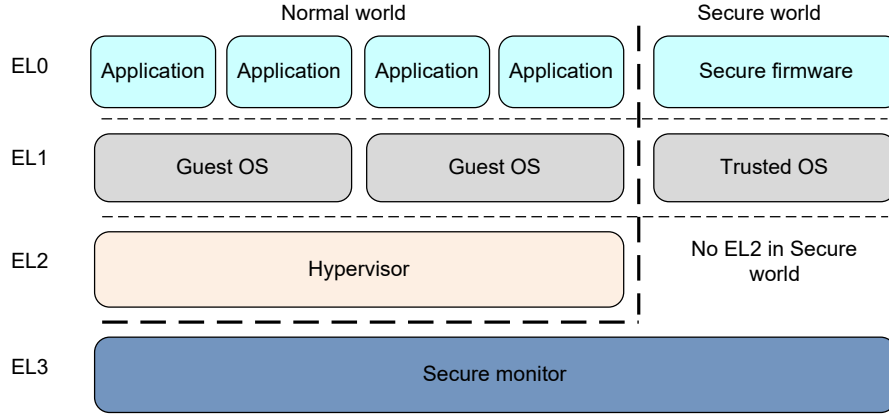 Normal world
Secure world
EL0
Application
Application
Application
Application
Secure firmware
EL1
Guest OS
Guest OS
Trusted OS
EL2
Hypervisor
No EL2 in Secure
world
EL3
Secure monitor